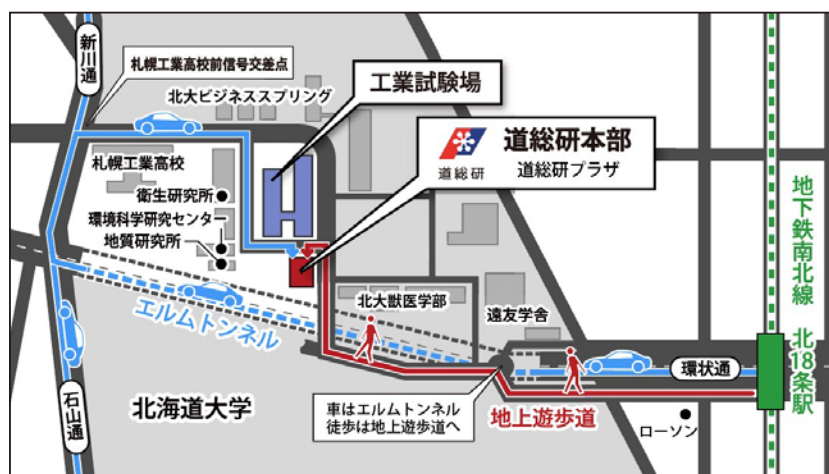 新川通
札幌工業高校前信号交差点
北大ビジネススプリング
工業試験場
道総研
道総研本部
道総研プラザ
札幌工業高校
衛生研究所
環境科学研究センター
地質研究所
エルムトンネル
北大獣医学部
遠友学舎
地下鉄南北線 北18条駅
環状通
石山通
北海道大学
車はエルムトンネル
徒歩は地上遊歩道へ
地上遊歩道
ローソン